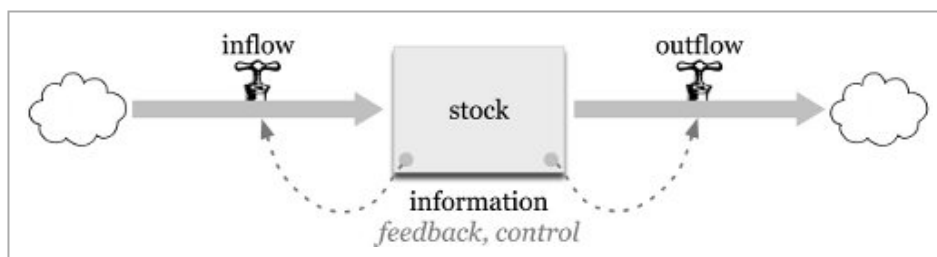 inflow
outflow
stock
information
feedback, control